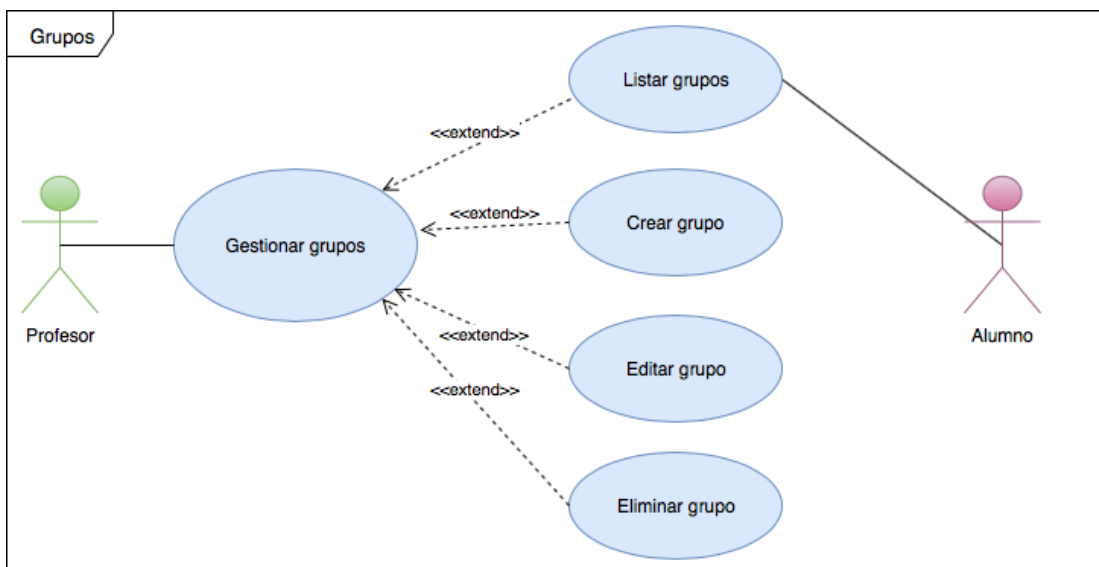 Grupos
Listar grupos
<<extend>>
<<extend>>
Crear grupo
Gestionar grupos
Profesor
Alumno
<<extend>>
Editar grupo
<<extend>>
Eliminar grupo